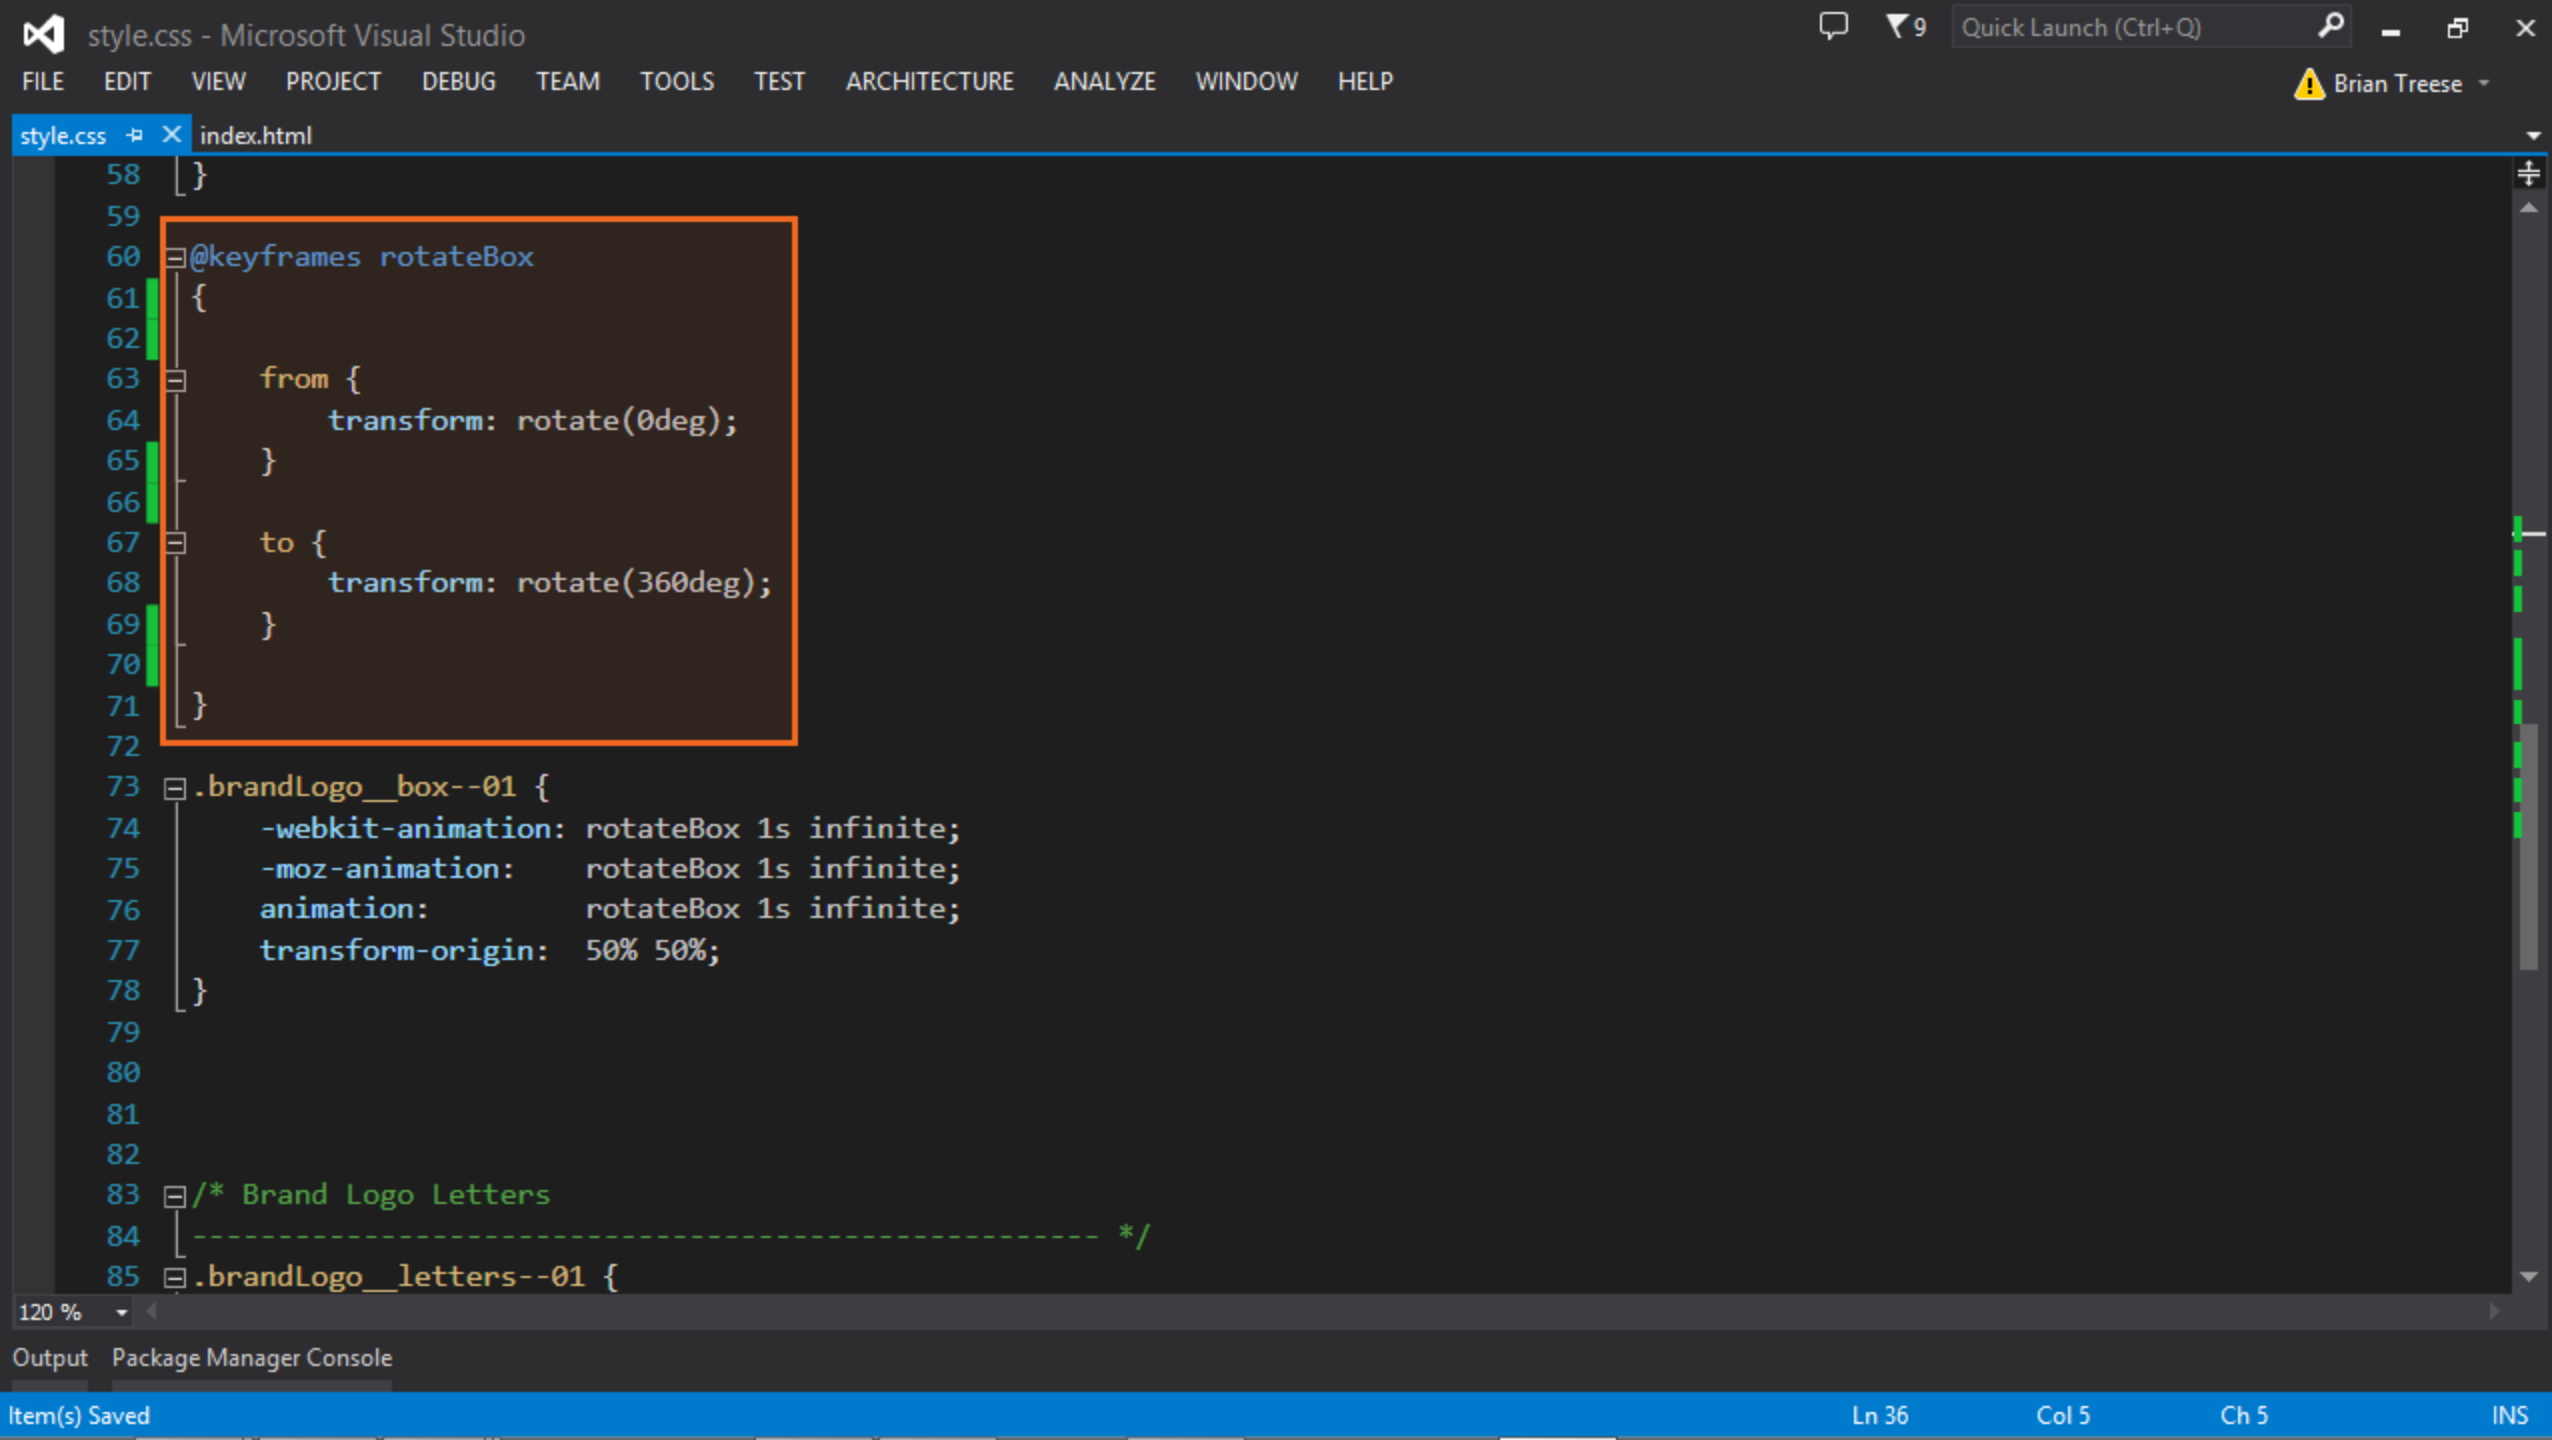 style.css - Microsoft Visual Studio
9
Quick Launch (Ctrl+Q)
FILE EDIT VIEW PROJECT DEBUG TEAM TOOLS TEST ARCHITECTURE ANALYZE WINDOW HELP
Brian Treese
style.css index.html
58 }
59
60 @keyframes rotateBox
61 {
62
63 from {
64 transform: rotate(0deg);
65 }
66
67 to {
68 transform: rotate(360deg);
69 }
70
71 }
72
73 .brandLogo__box--01 {
74 -webkit-animation: rotateBox 1s infinite;
75 -moz-animation: rotateBox 1s infinite;
76 animation: rotateBox 1s infinite;
77 transform-origin: 50% 50%;
78 }
79
80
81
82
83 /* Brand Logo Letters
84 ----------------------------------------------------- */
85 .brandLogo__letters--01 {
120 %
Output Package Manager Console
Item(s) Saved
Ln 36 Col 5 Ch 5 INS